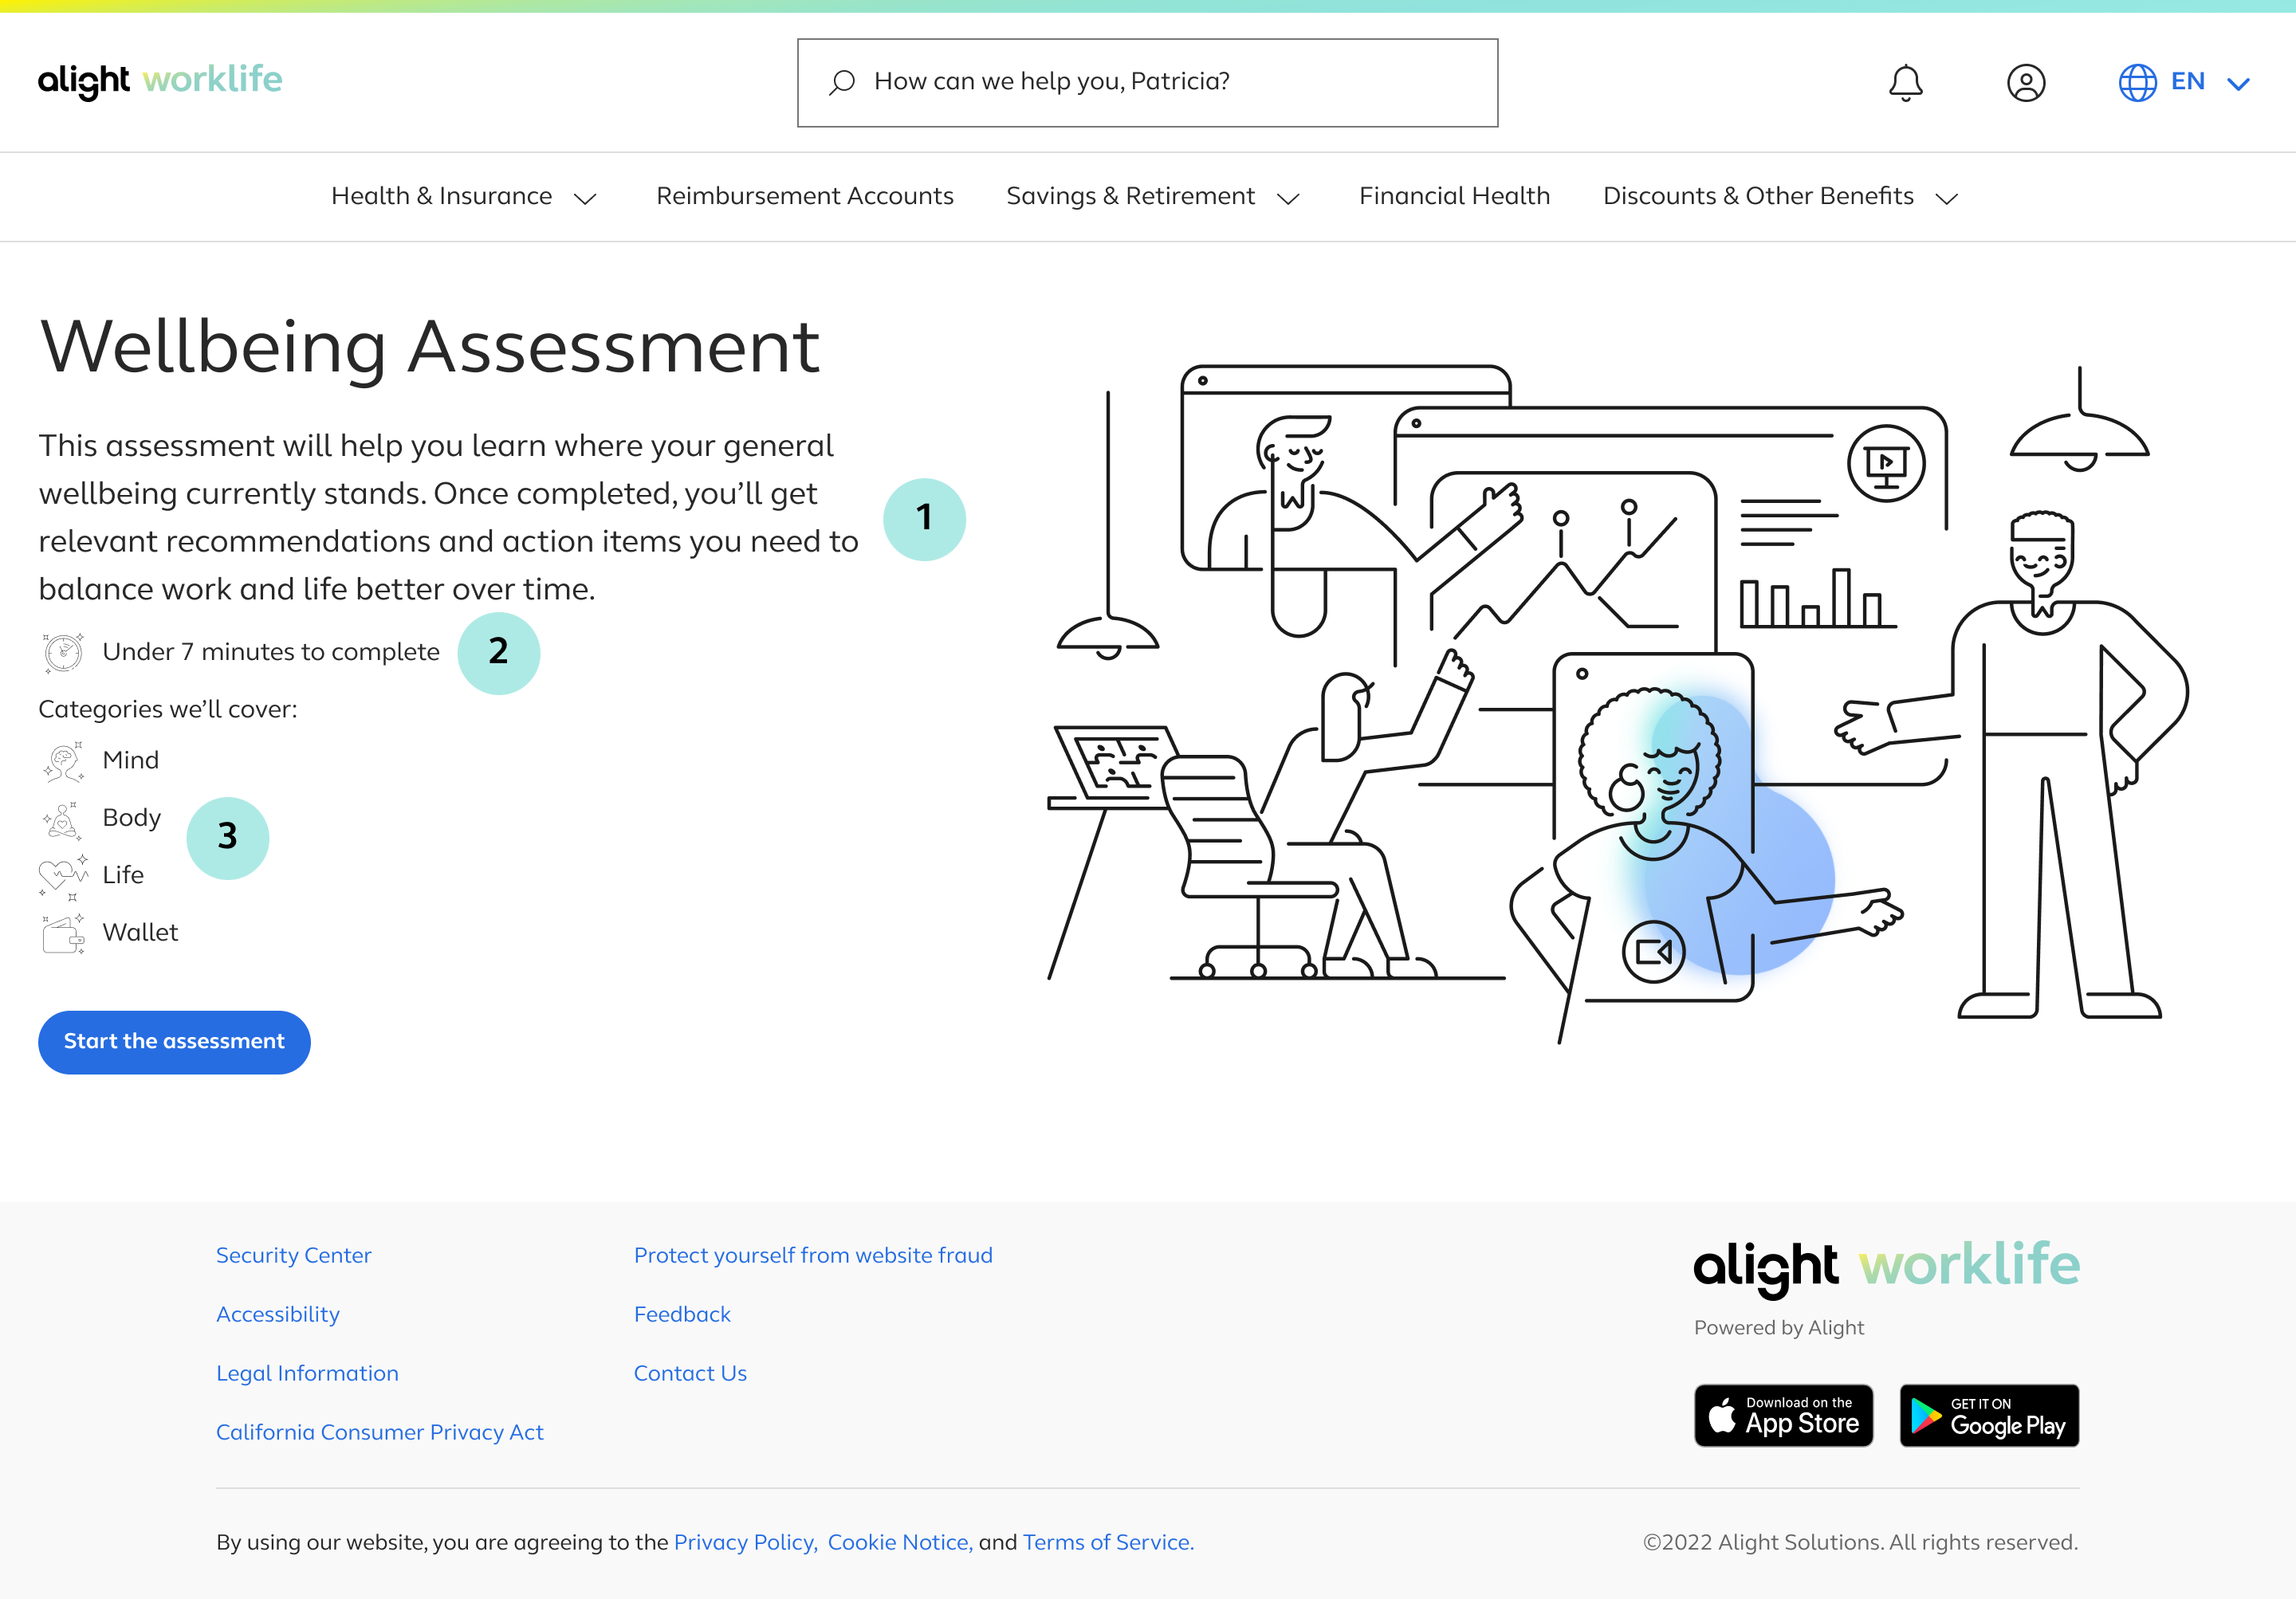 alight worklife
How can we help you, Patricia?
EN
Health & Insurance
Reimbursement Accounts
Savings & Retirement
Financial Health
Discounts & Other Benefits
Wellbeing Assessment
This assessment will help you learn where your general
wellbeing currently stands. Once completed, you’ll get
relevant recommendations and action items you need to
balance work and life better over time.
1
Under 7 minutes to complete
2
Categories we’ll cover:
Mind
Body
3
Life
Wallet
Start the assessment
Security Center
Accessibility
Legal Information
California Consumer Privacy Act
Protect yourself from website fraud
Feedback
Contact Us
alight worklife
Powered by Alight
Download on the
App Store
GET IT ON
Google Play
By using our website, you are agreeing to the Privacy Policy, Cookie Notice, and Terms of Service.
©2022 Alight Solutions. All rights reserved.